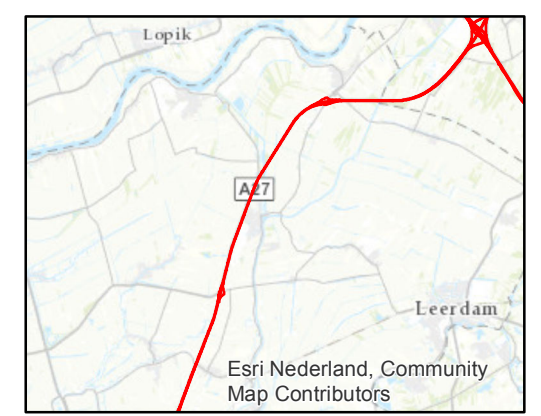 Lopik
A27
Leerdam
Esri Nederland, Community
Map Contributors